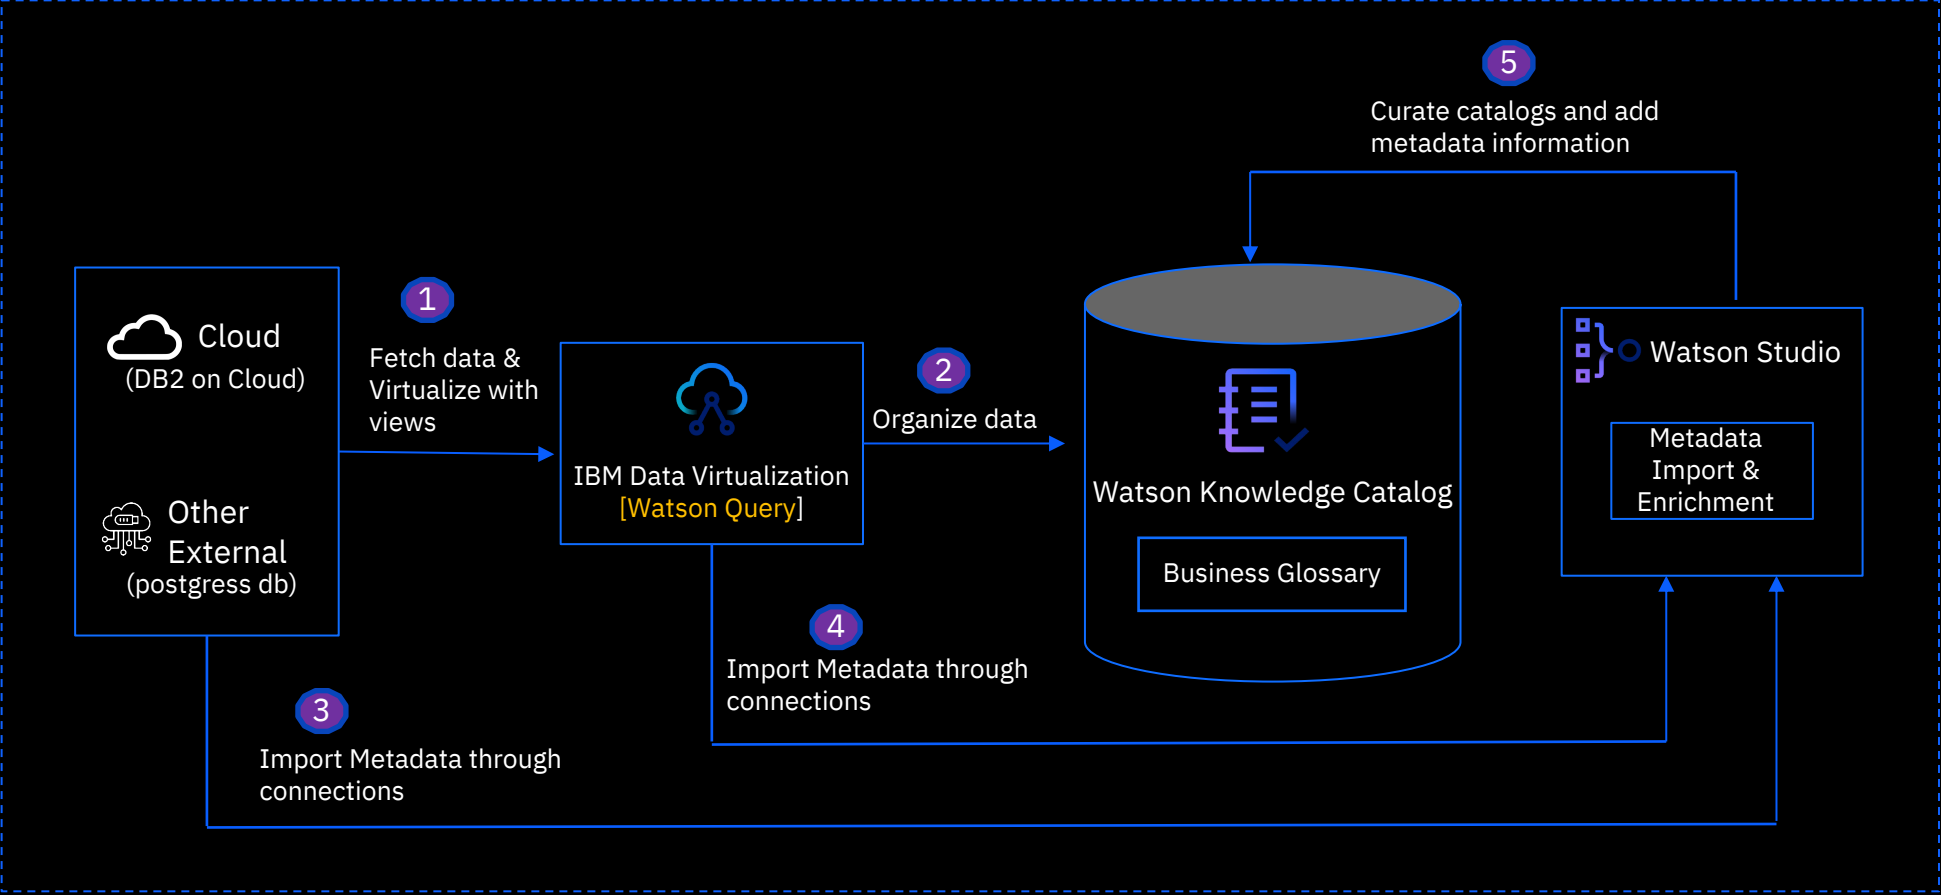 5
Curate catalogs and add
metadata information
1
Fetch data &
Virtualize with
views
Cloud
(DB2 on Cloud)
Other
External
(postgress db)
IBM Data Virtualization
[Watson Query]
2
Organize data
Watson Knowledge Catalog
Business Glossary
Watson Studio
Metadata
Import &
Enrichment
4
Import Metadata through
connections
3
Import Metadata through
connections